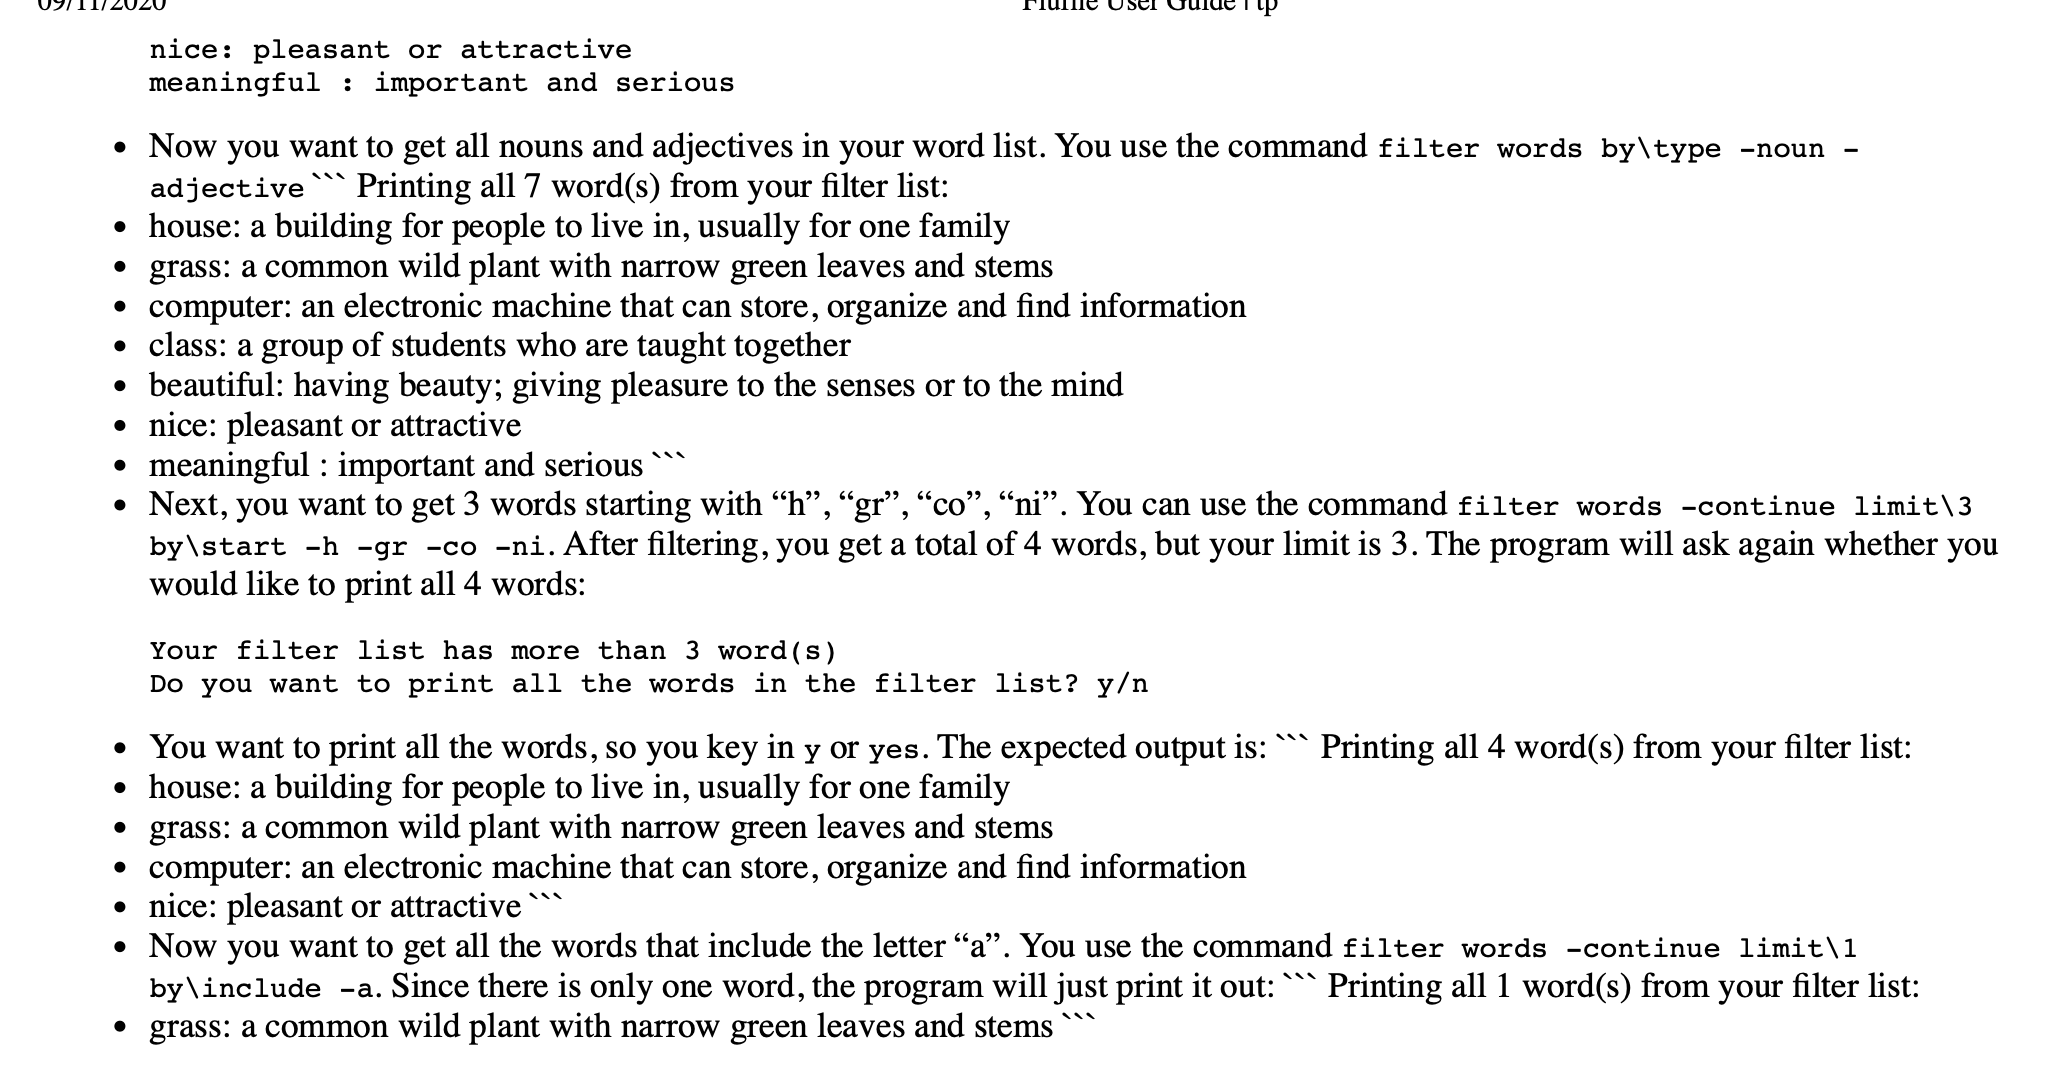 09/11/2020 User Guide | tp
nice: pleasant or attractive
meaningful : important and serious
• Now you want to get all nouns and adjectives in your word list. You use the command filter words by\type -noun -
adjective ``` Printing all 7 word(s) from your filter list:
• house: a building for people to live in, usually for one family
• grass: a common wild plant with narrow green leaves and stems
• computer: an electronic machine that can store, organize and find information
• class: a group of students who are taught together
• beautiful: having beauty; giving pleasure to the senses or to the mind
• nice: pleasant or attractive
• meaningful : important and serious ```
• Next, you want to get 3 words starting with “h”, “gr”, “co”, “ni”. You can use the command filter words -continue limit\3
by\start -h -gr -co -ni. After filtering, you get a total of 4 words, but your limit is 3. The program will ask again whether you
would like to print all 4 words:
Your filter list has more than 3 word(s)
Do you want to print all the words in the filter list? y/n
• You want to print all the words, so you key in y or yes. The expected output is: ``` Printing all 4 word(s) from your filter list:
• house: a building for people to live in, usually for one family
• grass: a common wild plant with narrow green leaves and stems
• computer: an electronic machine that can store, organize and find information
• nice: pleasant or attractive ```
• Now you want to get all the words that include the letter “a”. You use the command filter words -continue limit\1
by\include -a. Since there is only one word, the program will just print it out: ``` Printing all 1 word(s) from your filter list:
• grass: a common wild plant with narrow green leaves and stems ```